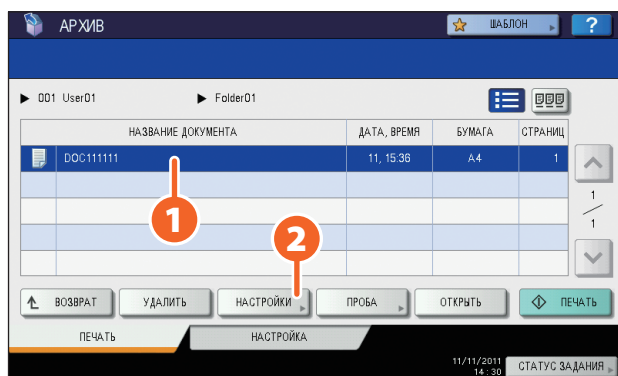 АРХИВ
ШАБЛОН
?
001 User01
Folder01
НАЗВАНИЕ ДОКУМЕНТА
ДАТА, ВРЕМЯ
БУМАГА
СТРАНИЦ
DOC111111
11, 15:36
A4
1
1
1
1
2
ВОЗВРАТ
УДАЛИТЬ
НАСТРОЙКИ
ПРОБА
ОТКРЫТЬ
ПЕЧАТЬ
ПЕЧАТЬ
НАСТРОЙКА
11/11/2011
14:30
СТАТУС ЗАДАНИЯ